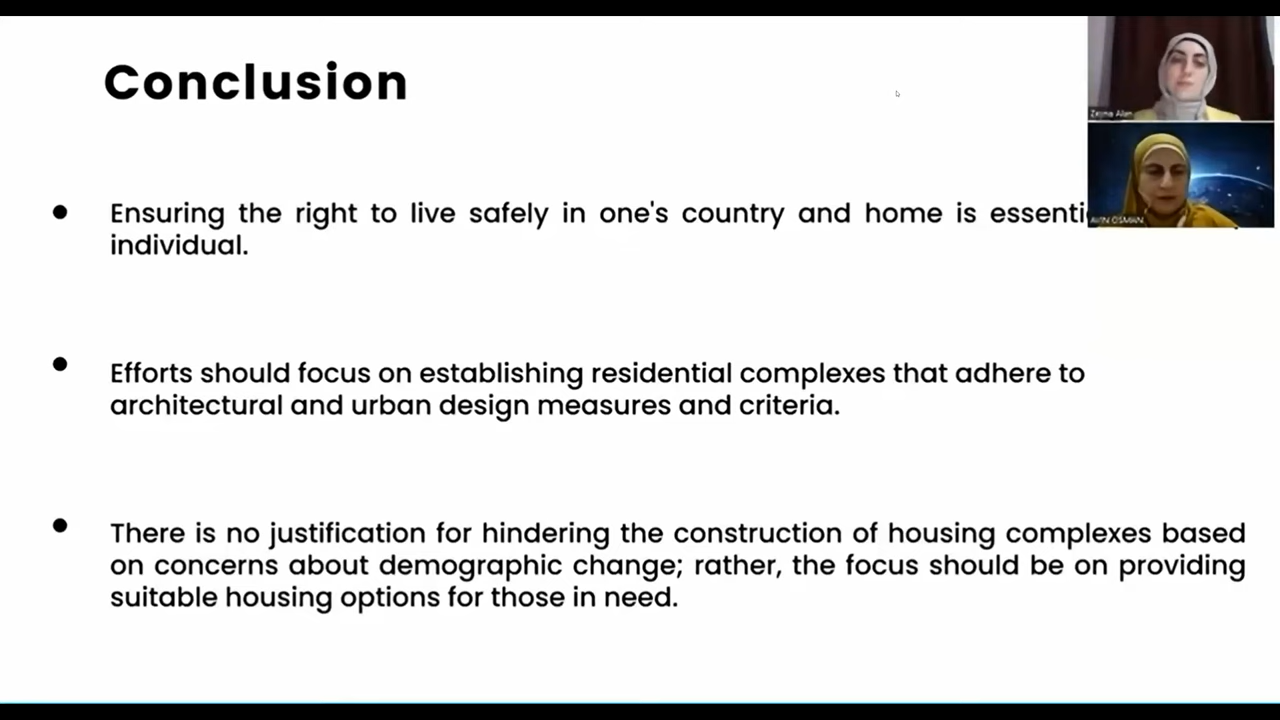 Conclusion
Ensuring the right to live safely in one's country and home is
individual.
Efforts should focus on establishing residential complexes that adhere to
architectural and urban design measures and criteria.
There is no justification for hindering the construction of housing complexes based
on concerns about demographic change; rather, the focus should be on providing
suitable housing options for those in need.
OSMAN